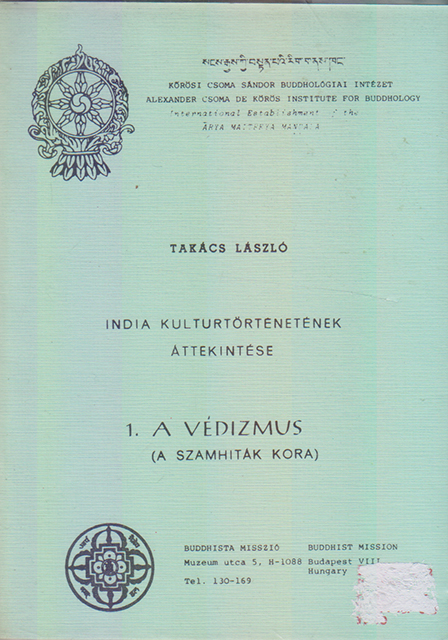 KŐRÖSI CSOMA SÁNDOR BUDDHOLÓGIAI INTÉZET
ALEXANDER CSOMA DE KÖRÖS INSTITUTE FOR BUDDHOLOGY
International Establishment of the
ĀRYA MAITREYA MAṆḌALA
TAKÁCS LÁSZLÓ
INDIA KULTURTÖRTÉNETÉNEK
ÁTTEKINTÉSE
1. A VÉDIZMUS
(A SZAMHITÁK KORA)
BUDDHISTA MISSZIÓ BUDDHIST MISSION
Muzeum utca 5, H-1088 Budapest VIII
Hungary
Tel. 130-169